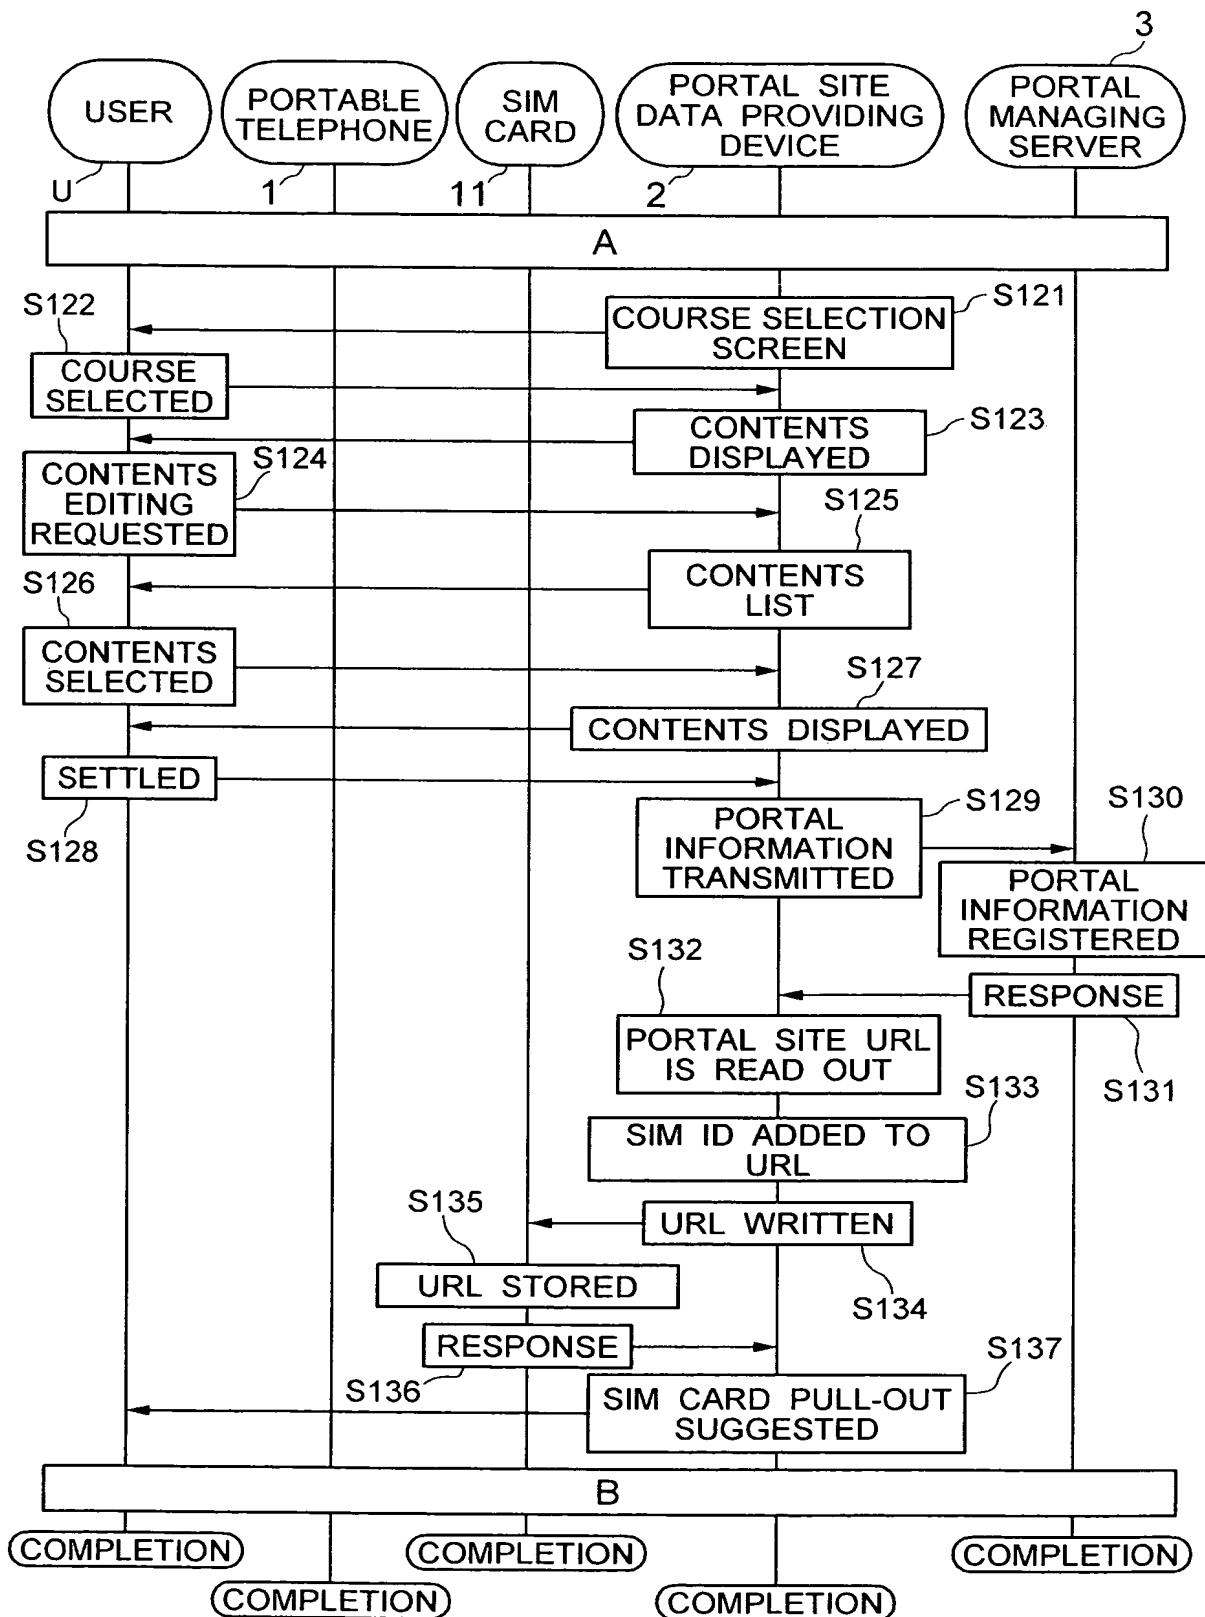 3
USER
PORTABLE
TELEPHONE
SIM
CARD
PORTAL SITE
DATA PROVIDING
DEVICE
PORTAL
MANAGING
SERVER
U
1
11
2
A
S121
S122
COURSE SELECTION
SCREEN
COURSE
SELECTED
S123
CONTENTS
DISPLAYED
S124
CONTENTS
EDITING
REQUESTED
S125
CONTENTS
LIST
S126
CONTENTS
SELECTED
S127
CONTENTS DISPLAYED
SETTLED
S128
S129
S130
PORTAL
INFORMATION
TRANSMITTED
PORTAL
INFORMATION
REGISTERED
S132
RESPONSE
S131
PORTAL SITE URL
IS READ OUT
S133
SIM ID ADDED TO
URL
S135
URL WRITTEN
S134
URL STORED
RESPONSE
S136
S137
SIM CARD PULL-OUT
SUGGESTED
B
COMPLETION
COMPLETION
COMPLETION
COMPLETION
COMPLETION